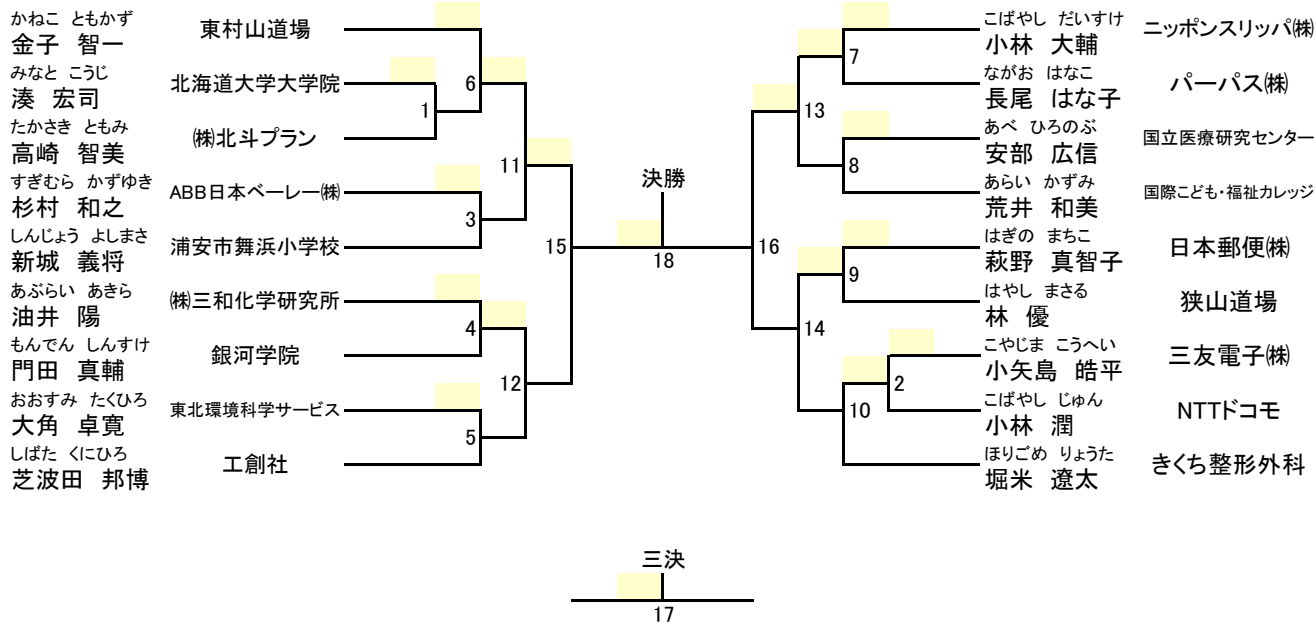 かねこ ともかず
金子 智一
東村山道場
みなと こうじ
湊 宏司
北海道大学大学院
たかさき ともみ
高崎 智美
㈱北斗プラン
すぎむら かずゆき
杉村 和之
ABB日本ベーレー㈱
しんじょう よしまさ
新城 義将
浦安市舞浜小学校
あぶらい あきら
油井 陽
㈱三和化学研究所
もんでん しんすけ
門田 真輔
銀河学院
おおすみ たくひろ
大角 卓寛
東北環境科学サービス
しばた くにひろ
芝波田 邦博
工創社
6
1
11
3
15
4
12
5
決勝
18
7
13
8
16
9
14
2
10
こばやし だいすけ
小林 大輔
ニッポンスリッパ㈱
ながお はなこ
長尾 はな子
パーパス㈱
あべ ひろのぶ
安部 広信
国立医療研究センター
あらい かずみ
荒井 和美
国際こども・福祉カレッジ
はぎの まちこ
萩野 真智子
日本郵便㈱
はやし まさる
林 優
狭山道場
こやじま こうへい
小矢島 皓平
三友電子㈱
こばやし じゅん
小林 潤
NTTドコモ
ほりごめ りょうた
堀米 遼太
きくち整形外科
三決
17